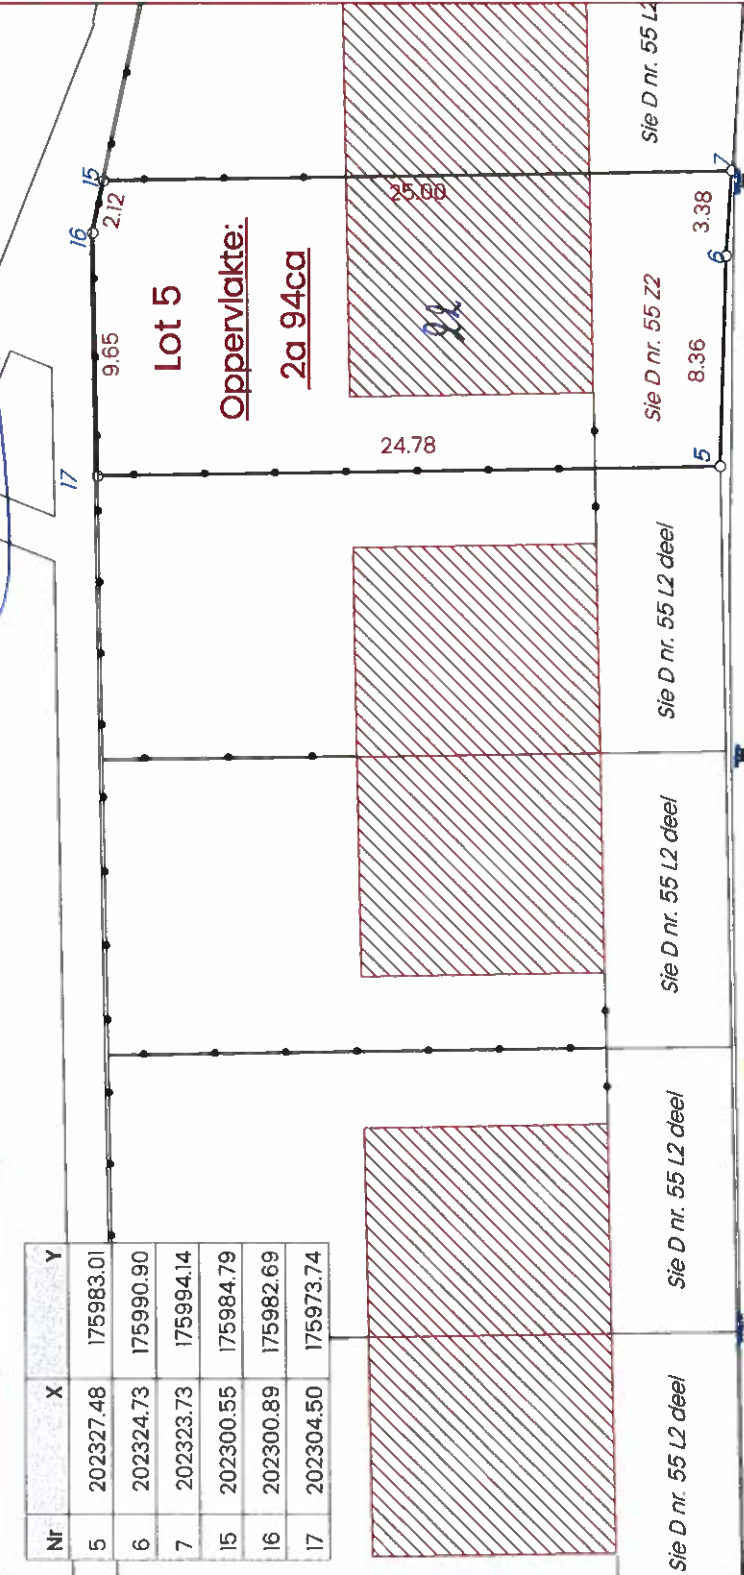 Nr X Y
5 202327.48 175983.01
6 202324.73 175990.90
7 202323.73 175994.14
15 202300.55 175984.79
16 202300.89 175982.69
17 202304.50 175973.74
17
16
15
9.65
2.12
Lot 5
Oppervlakte:
2a 94ca
24.78
25.00
22
Sie D nr. 55 Z2
8.36
3.38
5
6
7
Sie D nr. 55 L2 deel
Sie D nr. 55 L2 deel
Sie D nr. 55 L2 deel
Sie D nr. 55 L2 deel
Sie D nr. 55 L2